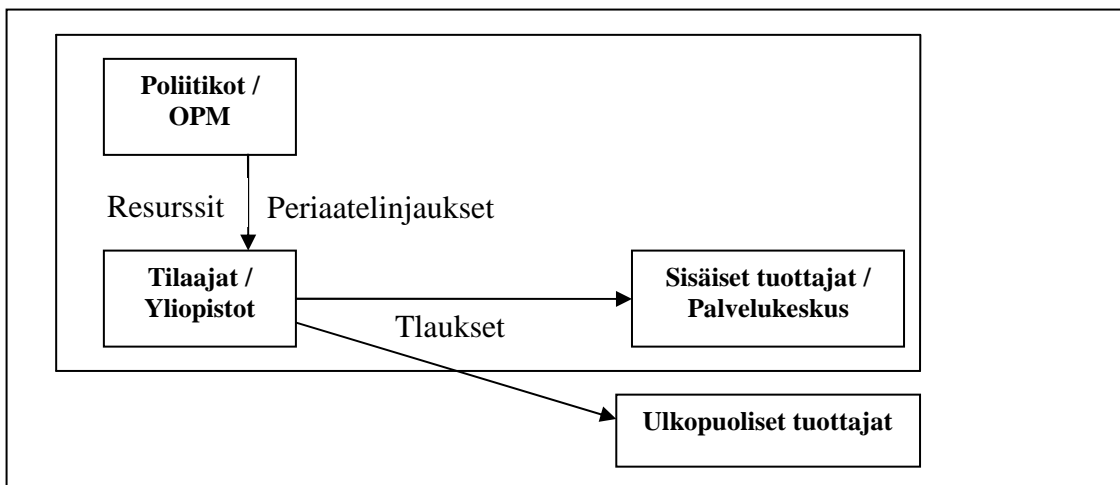 Poliitikot /
OPM
Resurssit
Periaatelinjaukset
Tilaajat /
Yliopistot
Tlaukset
Sisäiset tuottajat /
Palvelukeskus
Ulkopuoliset tuottajat